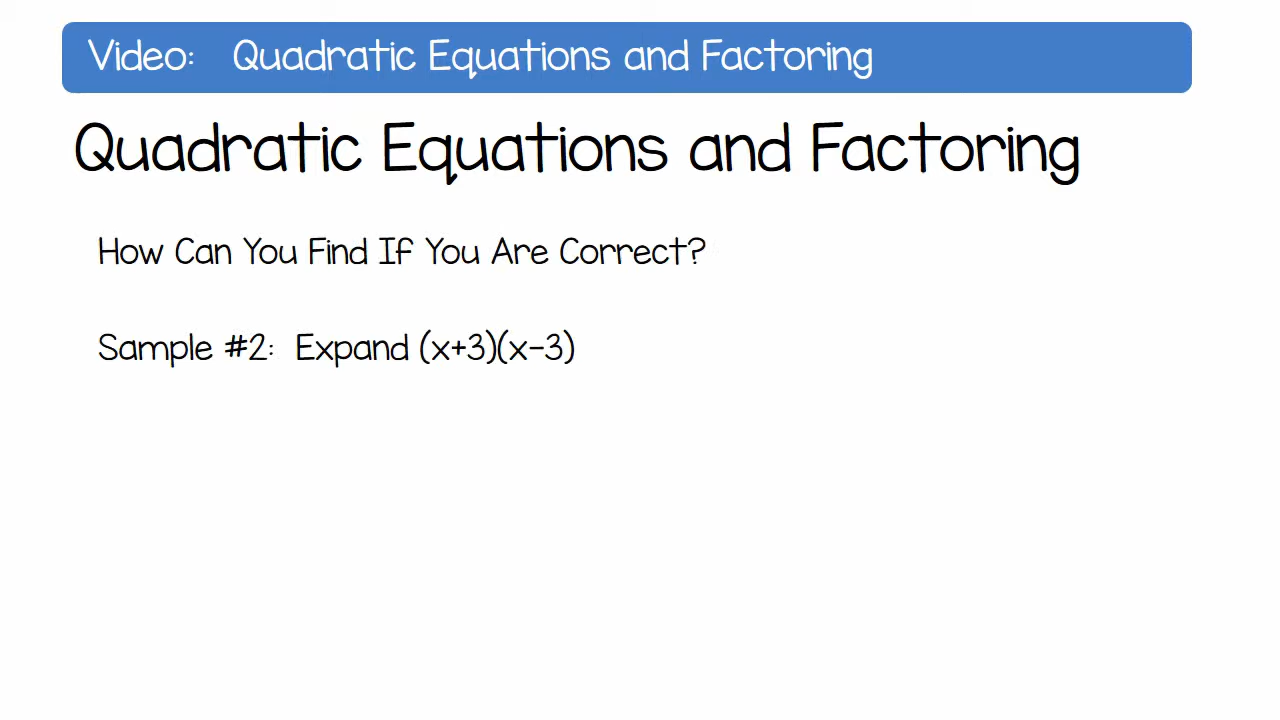 Video: Quadratic Equations and Factoring
Quadratic Equations and Factoring
How Can You Find If You Are Correct?
Sample #2: Expand (x+3)(x-3)